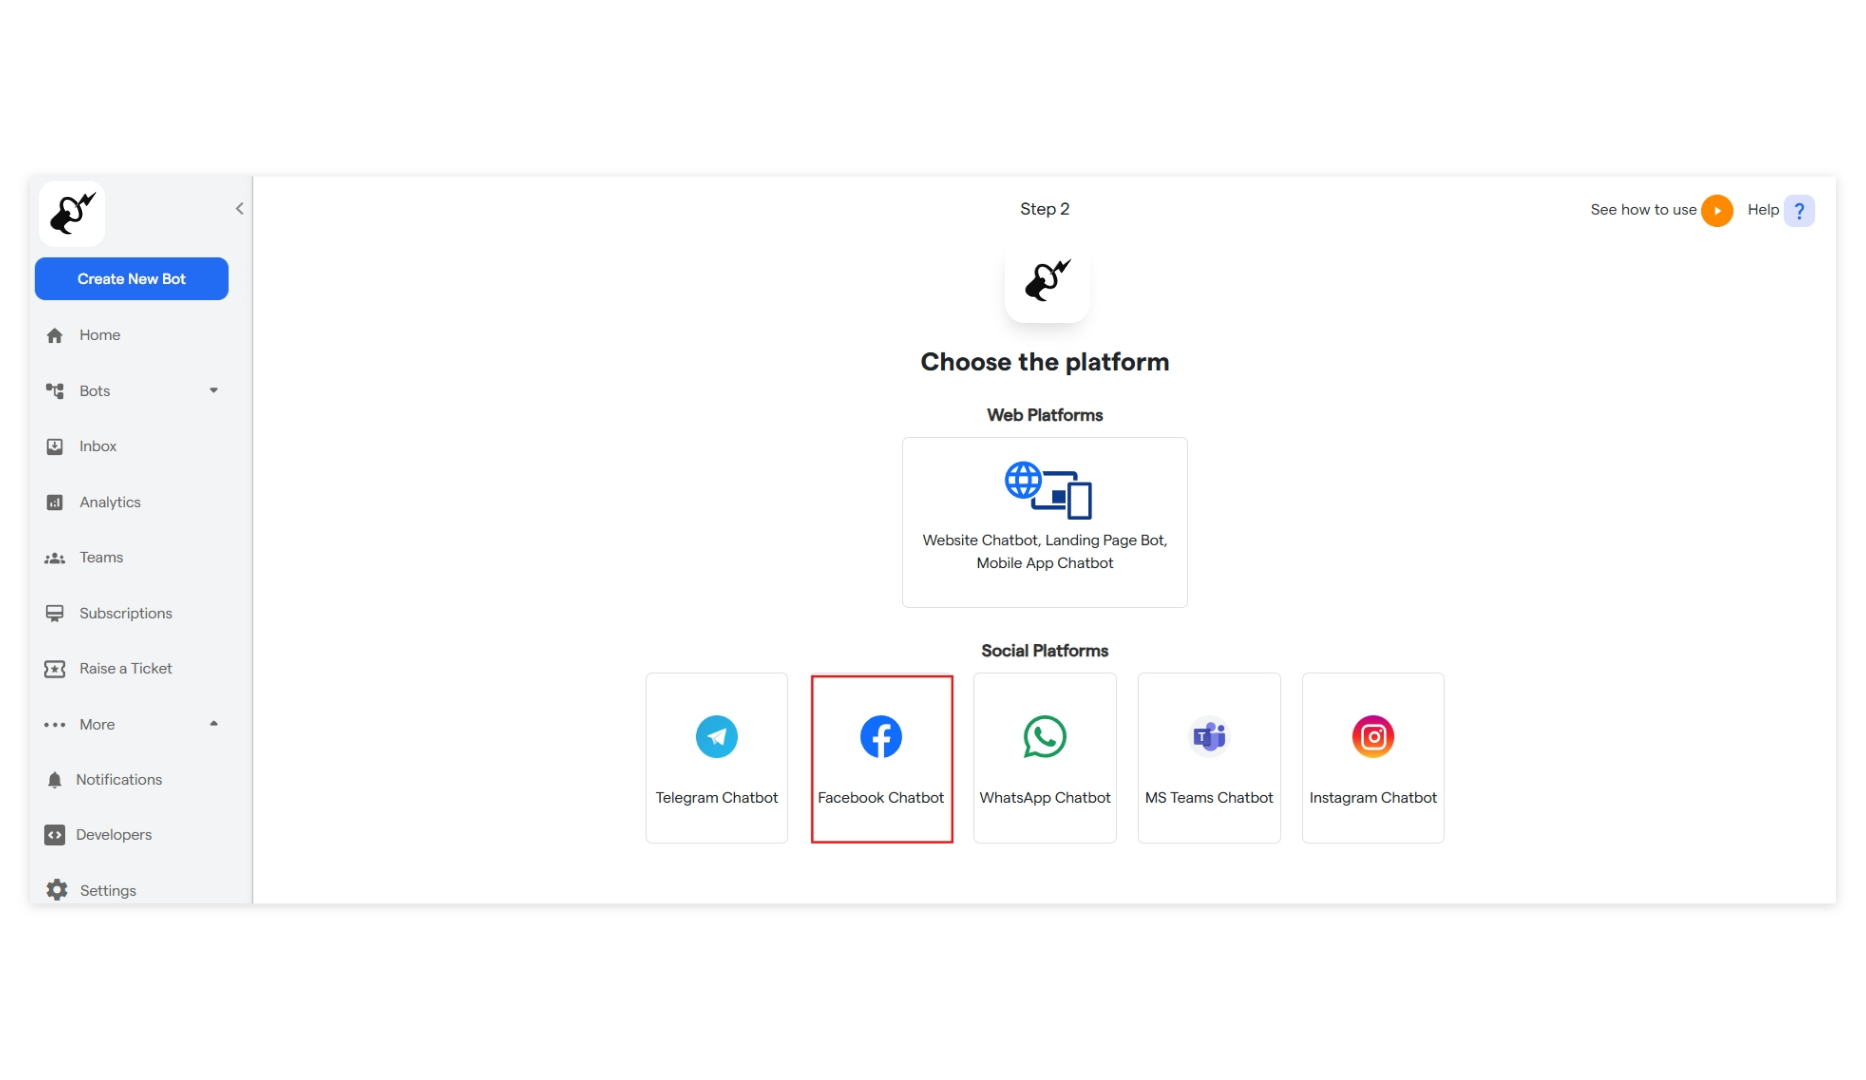 Step 2
See how to use
Help ?
Create New Bot
Home
Bots
Inbox
Analytics
Teams
Subscriptions
Raise a Ticket
More
Notifications
Developers
Settings
Choose the platform
Web Platforms
Website Chatbot, Landing Page Bot,
Mobile App Chatbot
Social Platforms
Telegram Chatbot
Facebook Chatbot
WhatsApp Chatbot
MS Teams Chatbot
Instagram Chatbot